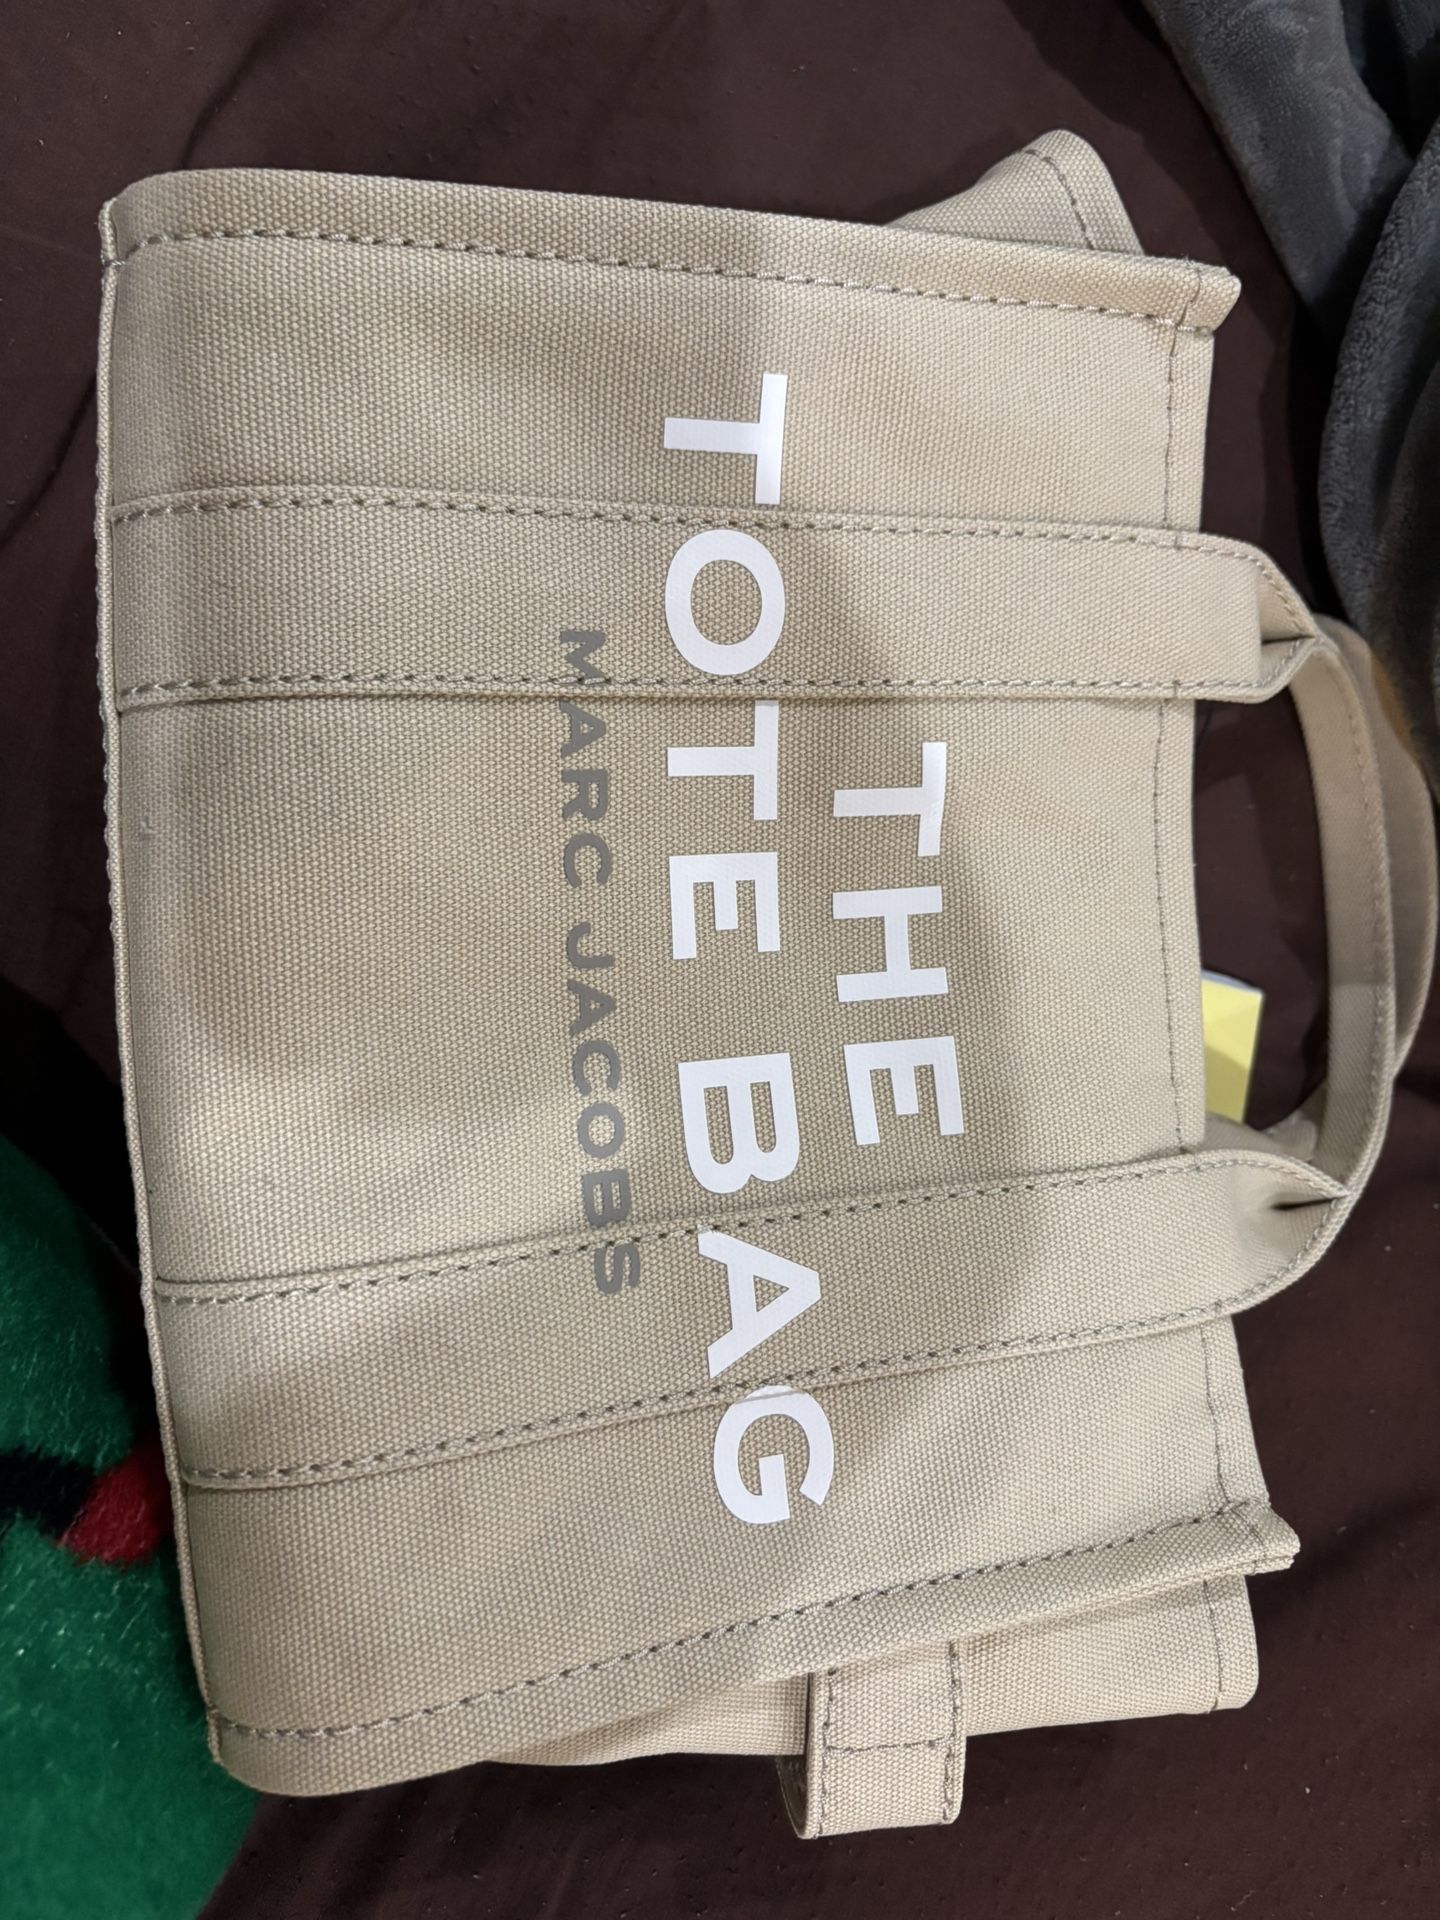 THE
TOTE BAG
MARC JACOBS